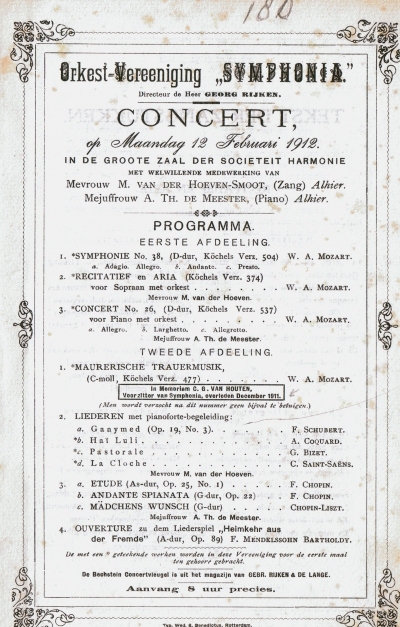 180
Orkest-Vereeniging „SYMPHONIA."
Directeur de Heer GEORG RIJKEN.
CONCERT,
op Maandag 12 Februari 1912.
IN DE GROOTE ZAAL DER SOCIETEIT HARMONIE
MET WELWILLENDE MEDEWERKING VAN
Mevrouw M. VAN DER HOEVEN-SMOOT, (Zang) Alhier.
Mejuffrouw A. TH. DE MEESTER, (Piano) Alhier.
PROGRAMMA.
EERSTE AFDEELING.
1. *SYMPHONIE No. 38, (D-dur, Köchels Verz. 504) W. A. MOZART.
a. Adagio. Allegro. b. Andante. c. Presto.
2. *RECITATIEF en ARIA (Köchels Verz. 374)
voor Sopraan met orkest . . . . . . . . W. A. MOZART.
Mevrouw M. van der Hoeven.
3. *CONCERT No. 26, (D-dur, Köchels Verz. 537)
voor Piano met orkest . . . . . . . . . W. A. MOZART.
a. Allegro. b. Larghetto. c. Allegretto.
Mejuffrouw A. Th. de Meester.
TWEEDE AFDEELING.
1. *MAURERISCHE TRAUERMUSIK,
(C-moll, Köchels Verz. 477) . . . . . . . W. A. MOZART.
In Memoriam C. G. VAN HOUTEN,
Voorzitter van Symphonia, overleden December 1911.
(Men wordt verzocht na dit nummer geen bijval te betuigen.)
2. LIEDEREN met pianoforte-begeleiding:
a. Ganymed (Op. 19, No. 3). . . . . . . . F. SCHUBERT.
*b. Hat Luli . . . . . . . . . . . . A. COQUARD.
*c. Pastorale . . . . . . . . . . . G. BIZET.
*d. La Cloche . . . . . . . . . . . C. SAINT-SAËNS.
Mevrouw M. van der Hoeven.
3. a. ETUDE (As-dur, Op. 25, No. 1) . . . . . F. CHOPIN.
b. ANDANTE SPIANATA (G-dur, Op. 22) . . F. CHOPIN,
c. MÄDCHENS WUNSCH (G-dur) . . . . . . CHOPIN-LISZT.
Mejuffrouw A. Th. de Meester.
4. OUVERTURE zu dem Liederspiel „Heimkehr aus
der Fremde" (A-dur, Op. 89) F. MENDELSSOHN BARTHOLDY.
De met een * geteekende werken worden in deze Vereeniging voor de eerste maal
ten gehoore gebracht.
De Bechstein Concertvleugel is uit het magazijn van GEBR. RIJKEN & DE LANGE.
Aanvang 8 uur precies.
Typ. Wed. S. Benedictus, Rotterdam.